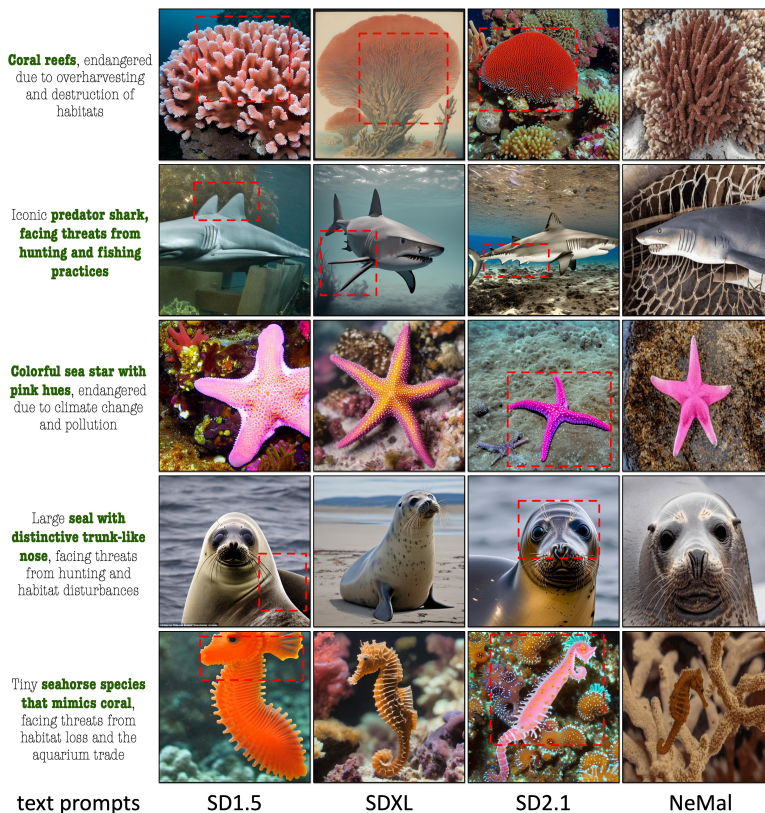 Coral reefs, endangered
due to overharvesting
and destruction of
habitats
Iconic predator shark,
facing threats from
hunting and fishing
practices
Colorful sea star with
pink hues, endangered
due to climate change
and pollution
Large seal with
distinctive trunk-like
nose, facing threats
from hunting and
habitat disturbances
Tiny seahorse species
that mimics coral,
facing threats from
habitat loss and the
aquarium trade
text prompts SD1.5 SDXL SD2.1 NeMal